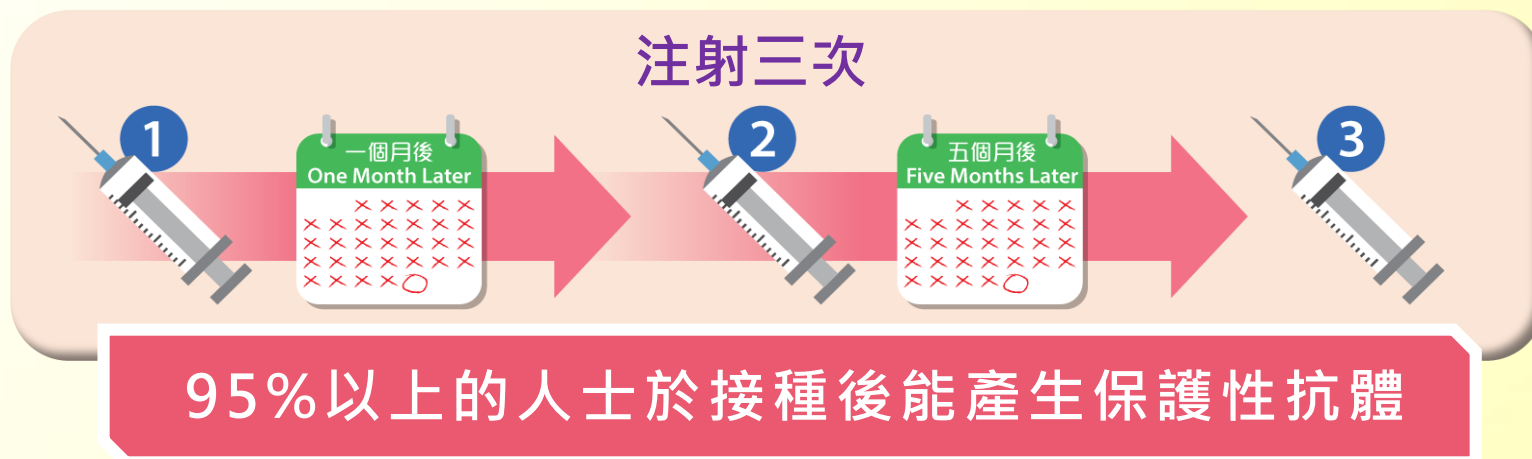 注射三次
1
一個月後
One Month Later
2
五個月後
Five Months Later
3
95%以上的人士於接種後能產生保護性抗體